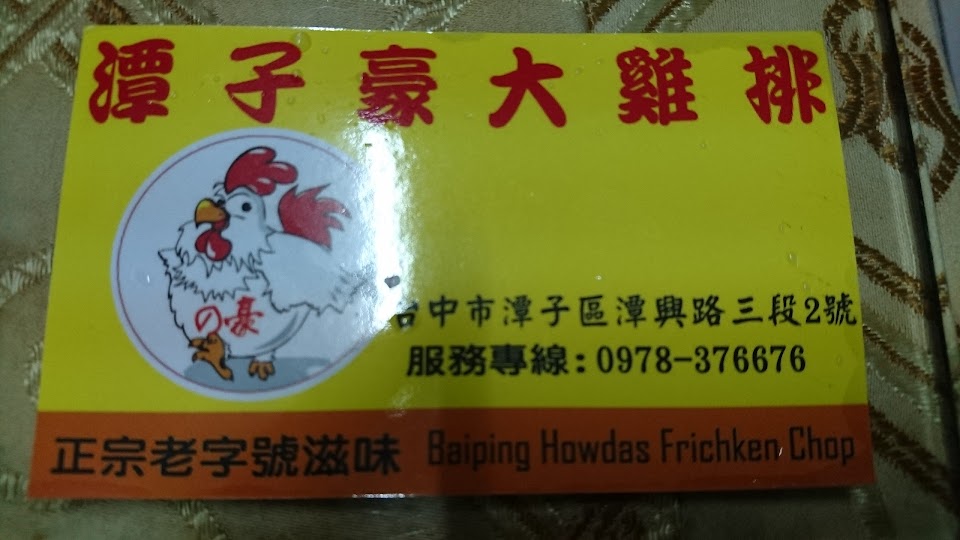 潭子豪大雞排
の豪
台中市潭子區潭興路三段2號
服務專線:0978-376676
正宗老字號滋味 Baiping Howdas Frichken Chop